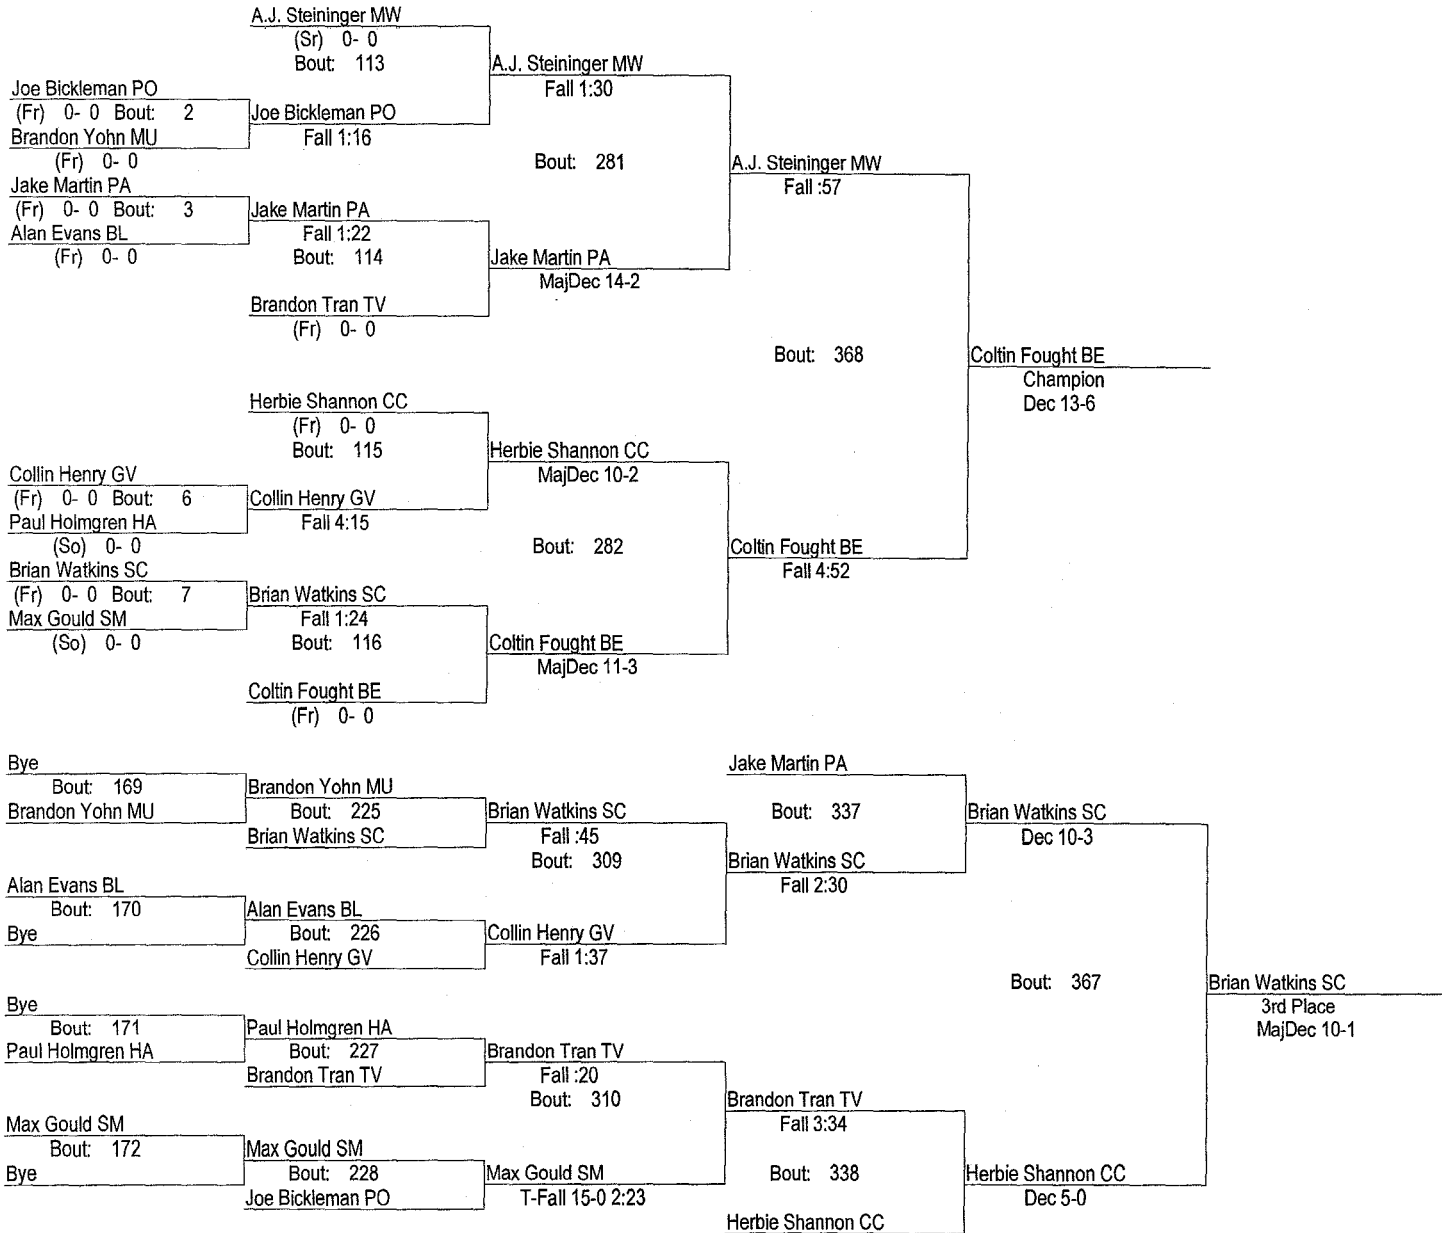 A.J. Steininger MW
(Sr) 0- 0
Bout: 113
A.J. Steininger MW
Fall 1:30
Joe Bickleman PO
(Fr) 0- 0 Bout: 2
Joe Bickleman PO
Fall 1:16
Brandon Yohn MU
(Fr) 0- 0
Bout: 281
A.J. Steininger MW
Fall :57
Jake Martin PA
(Fr) 0- 0 Bout: 3
Jake Martin PA
Fall 1:22
Bout: 114
Alan Evans BL
(Fr) 0- 0
Jake Martin PA
MajDec 14-2
Brandon Tran TV
(Fr) 0- 0
Bout: 368
Coltin Fought BE
Champion
Dec 13-6
Herbie Shannon CC
(Fr) 0- 0
Bout: 115
Herbie Shannon CC
MajDec 10-2
Collin Henry GV
(Fr) 0- 0 Bout: 6
Collin Henry GV
Fall 4:15
Paul Holmgren HA
(So) 0- 0
Bout: 282
Coltin Fought BE
Fall 4:52
Brian Watkins SC
(Fr) 0- 0 Bout: 7
Brian Watkins SC
Fall 1:24
Bout: 116
Max Gould SM
(So) 0- 0
Coltin Fought BE
MajDec 11-3
Coltin Fought BE
(Fr) 0- 0
Bye
Bout: 169
Brandon Yohn MU
Brandon Yohn MU
Bout: 225
Brian Watkins SC
Brian Watkins SC
Fall :45
Bout: 309
Jake Martin PA
Bout: 337
Brian Watkins SC
Fall 2:30
Brian Watkins SC
Dec 10-3
Alan Evans BL
Bout: 170
Bye
Alan Evans BL
Bout: 226
Collin Henry GV
Collin Henry GV
Fall 1:37
Bout: 367
Brian Watkins SC
3rd Place
MajDec 10-1
Bye
Bout: 171
Paul Holmgren HA
Paul Holmgren HA
Bout: 227
Brandon Tran TV
Brandon Tran TV
Fall :20
Bout: 310
Brandon Tran TV
Fall 3:34
Max Gould SM
Bout: 172
Bye
Max Gould SM
Bout: 228
Joe Bickleman PO
Max Gould SM
T-Fall 15-0 2:23
Bout: 338
Herbie Shannon CC
Herbie Shannon CC
Dec 5-0